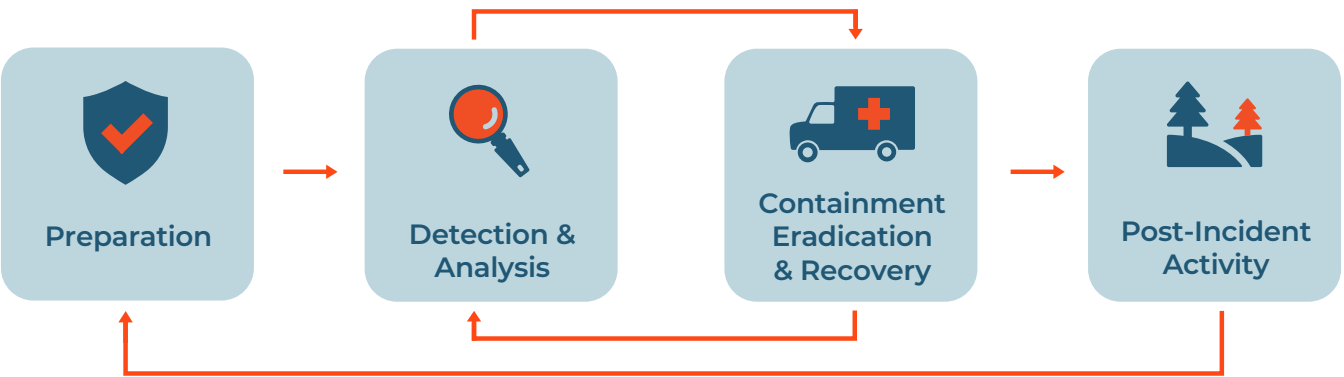 Preparation
Detection &
Analysis
Containment
Eradication
& Recovery
Post-Incident
Activity